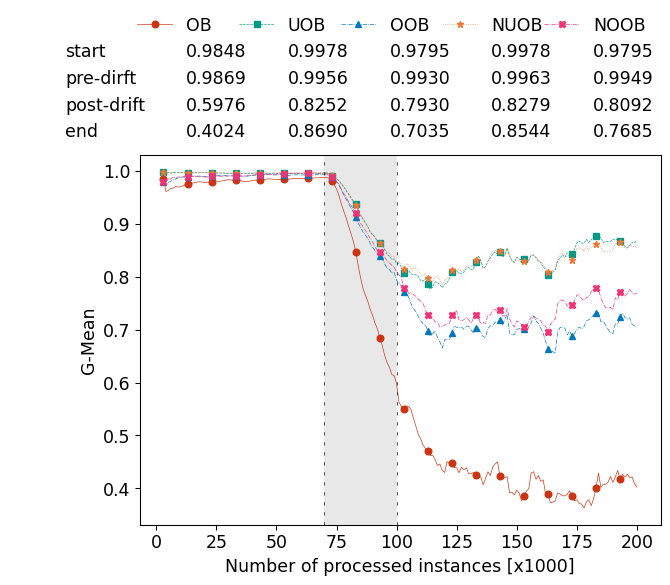 OB UOB OOB NUOB NOOB
start 0.9848 0.9978 0.9795 0.9978 0.9795
pre-dirft 0.9869 0.9956 0.9930 0.9963 0.9949
post-drift 0.5976 0.8252 0.7930 0.8279 0.8092
end 0.4024 0.8690 0.7035 0.8544 0.7685
1.0
0.9
0.8
0.7
0.6
0.5
0.4
G-Mean
0 25 50 75 100 125 150 175 200
Number of processed instances [x1000]